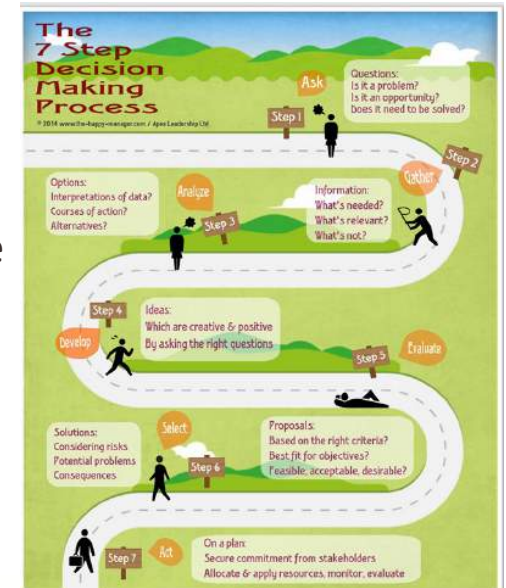 The
7 Step
Decision
Making
Process
© 2014 www.the-happy-manager.com / Apex Leadership Ltd
Ask
Step 1
Questions:
Is it a problem?
Is it an opportunity?
Does it need to be solved?
Step 2
Gather
Information:
What's needed?
What's relevant?
What's not?
Options:
Interpretations of data?
Courses of action?
Alternatives?
Analyze
Step 3
Step 4
Develop
Ideas:
Which are creative & positive
By asking the right questions
Step 5
Evaluate
Proposals:
Based on the right criteria?
Best fit for objectives?
Feasible, acceptable, desirable?
Solutions:
Considering risks
Potential problems
Consequences
Select
Step 6
Step 7
Act
On a plan:
Secure commitment from stakeholders
Allocate & apply resources, monitor, evaluate